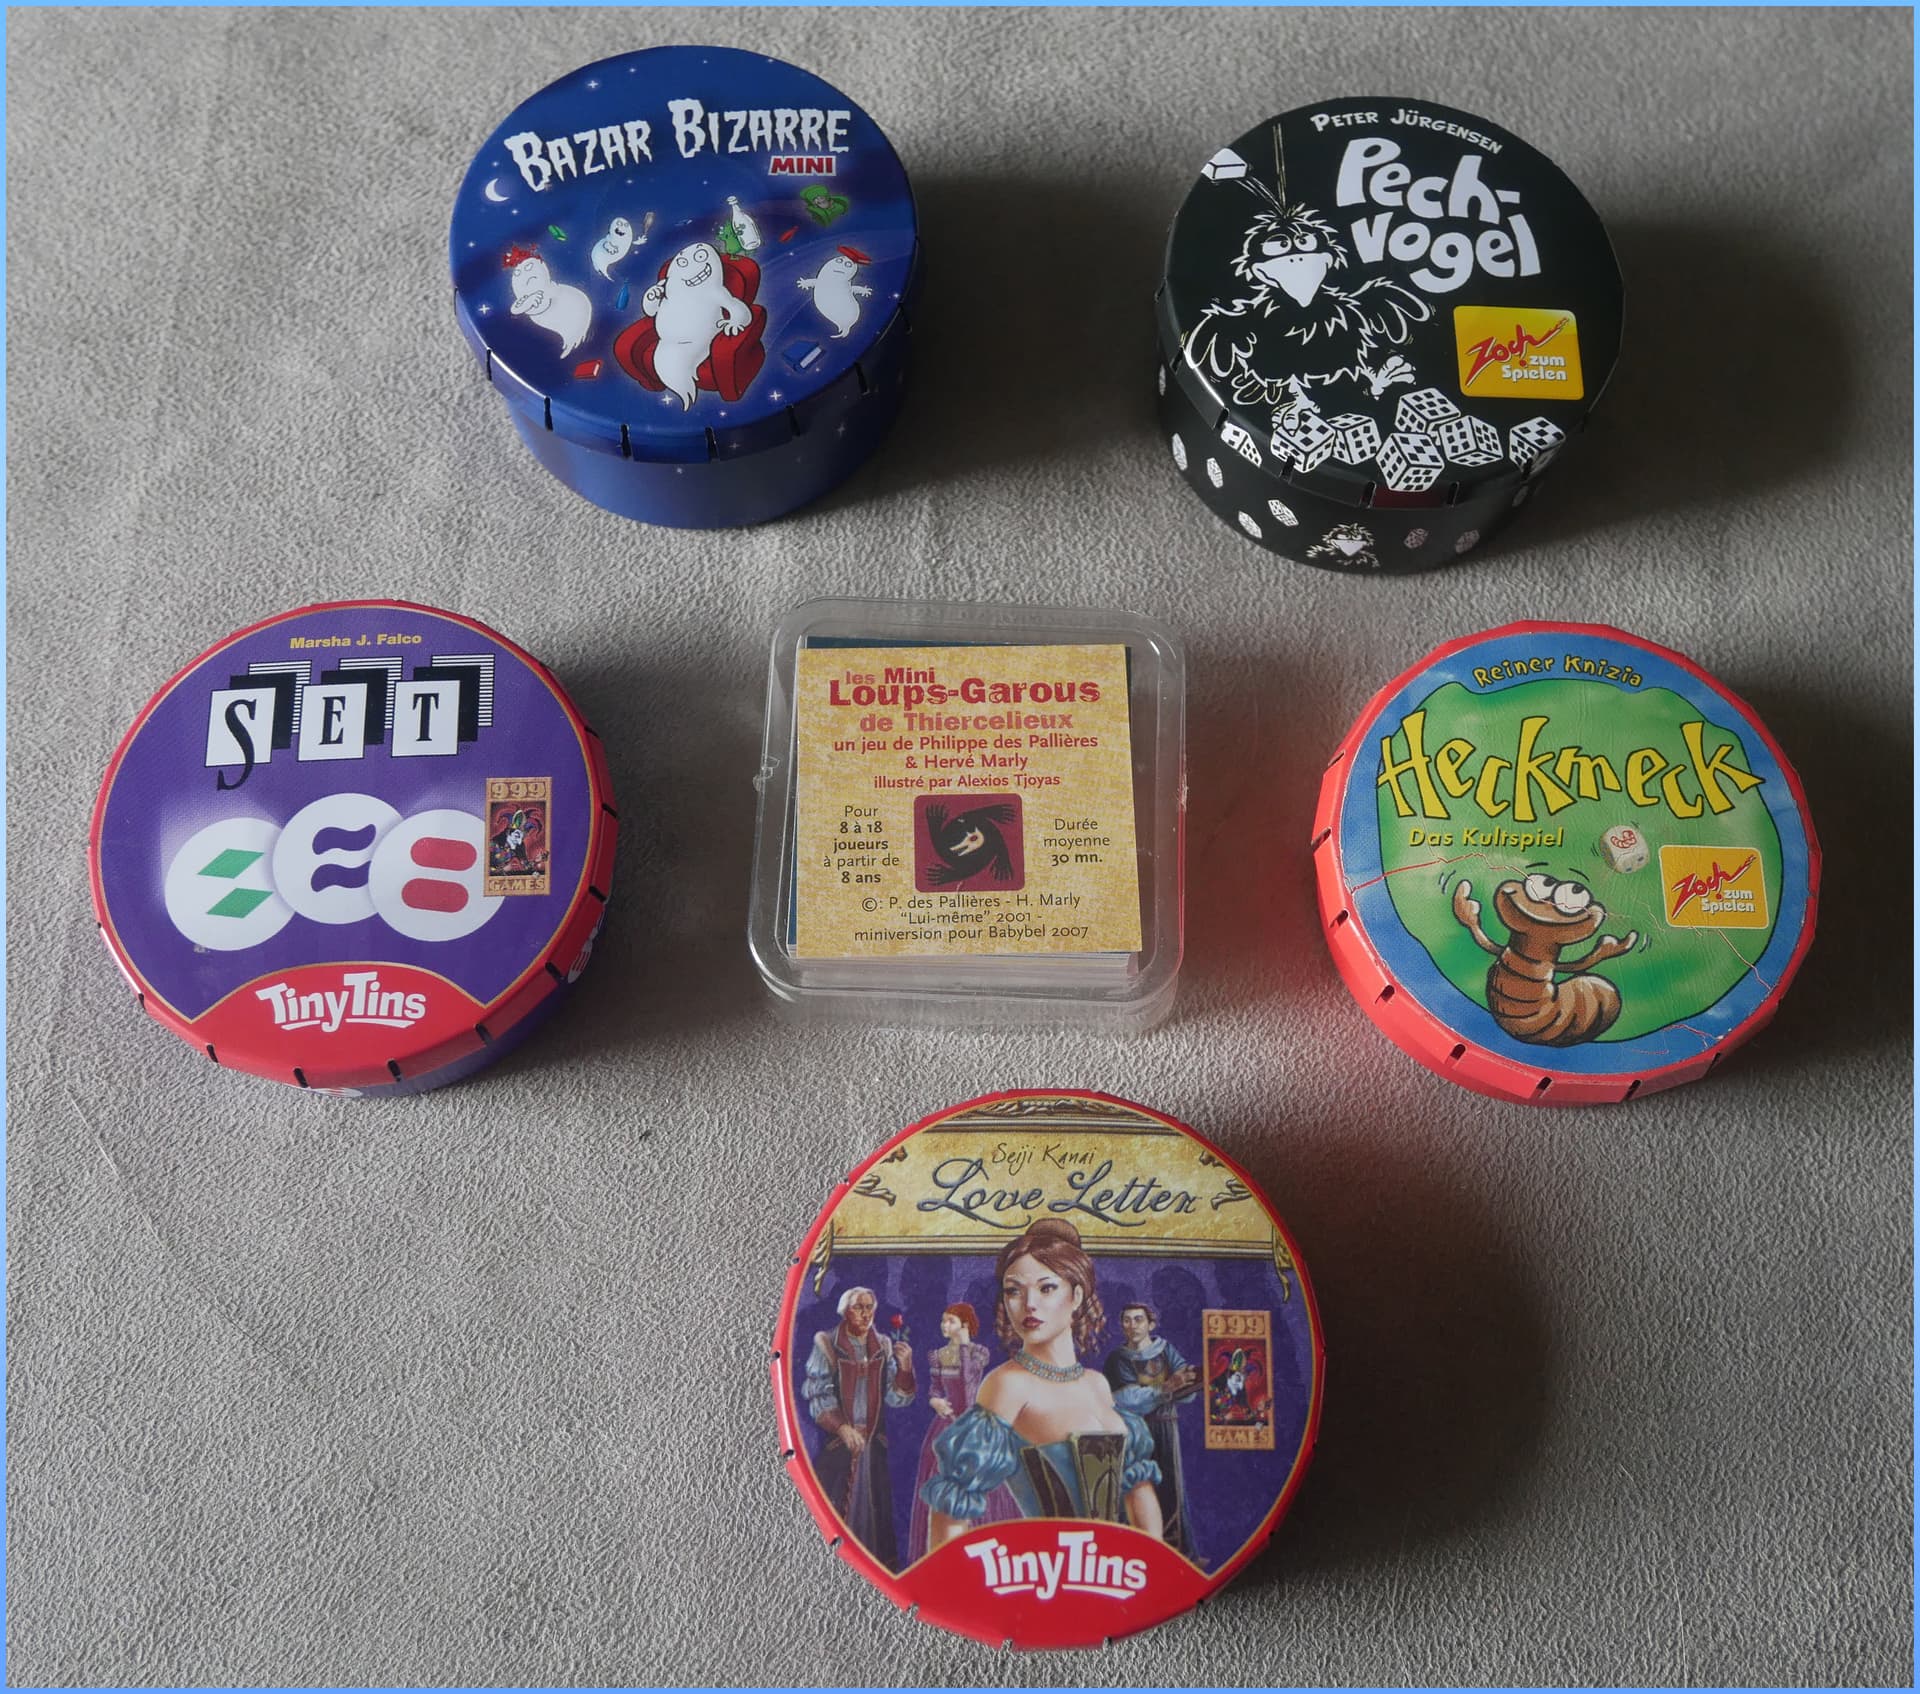 BAZAR BIZARRE
MINI
PETER JÜRGENSEN
Pech-
vogel
Zoch
zum
Spielen
Marsha J. Falco
SET
999
GAMES
TinyTins
les Mini
Loups-Garous
de Thiercelieux
un jeu de Philippe des Pallières
& Hervé Marly
illustré par Alexios Tjoyas
Pour
8 à 18
joueurs
à partir de
8 ans
Durée
moyenne
30 mn.
©: P. des Pallières - H. Marly
“Lui-même” 2001 -
miniversion pour Babybel 2007
Reiner Knizia
Heckmeck
Das Kultspiel
Zoch
zum
Spielen
Seiji Kanai
Love Letter
999
GAMES
TinyTins